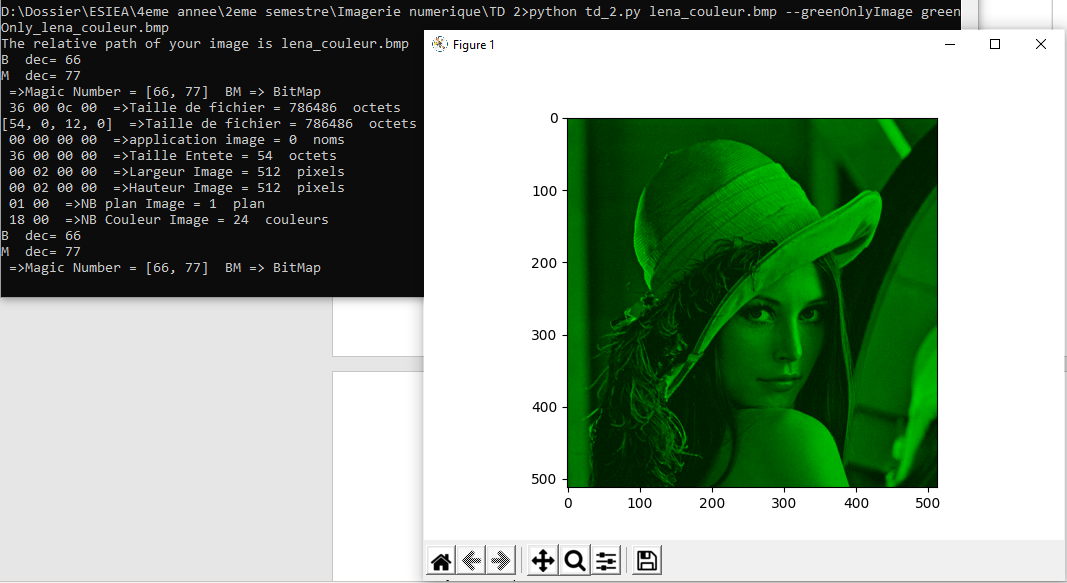 D:\Dossier\ESIEA\4eme annee\2eme semestre\Imagerie numerique\TD 2>python td_2.py lena_couleur.bmp --greenOnlyImage green
Only_lena_couleur.bmp
The relative path of your image is lena_couleur.bmp
B  dec= 66
M  dec= 77
 =>Magic Number = [66, 77]  BM => BitMap
 36 00 0c 00  =>Taille de fichier = 786486  octets
[54, 0, 12, 0]  =>Taille de fichier = 786486  octets
 00 00 00 00  =>application image = 0  noms
 36 00 00 00  =>Taille Entete = 54  octets
 00 02 00 00  =>Largeur Image = 512  pixels
 00 02 00 00  =>Hauteur Image = 512  pixels
 01 00  =>NB plan Image = 1  plan
 18 00  =>NB Couleur Image = 24  couleurs
B  dec= 66
M  dec= 77
 =>Magic Number = [66, 77]  BM => BitMap
Figure 1
0
100
200
300
400
500
0 100 200 300 400 500